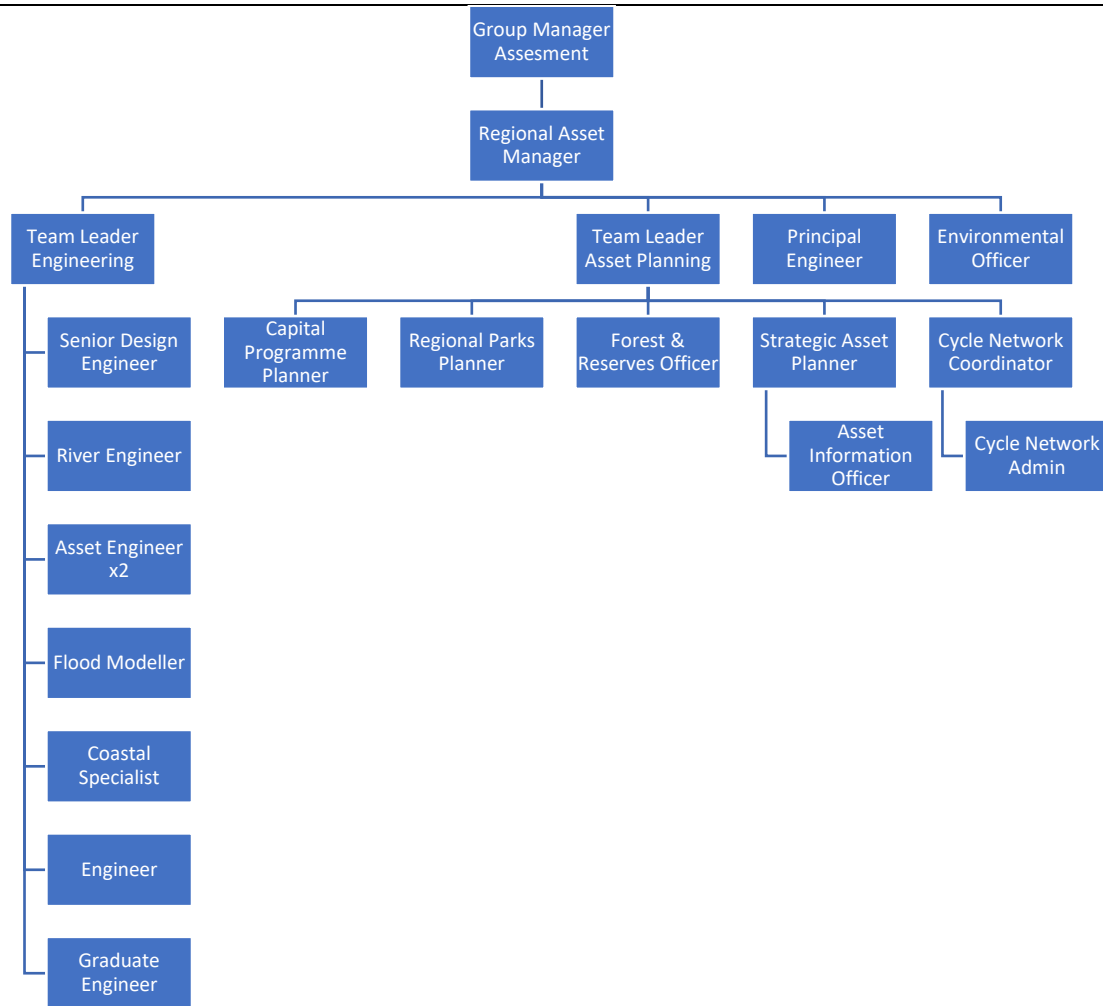 Group Manager
Assesment
Regional Asset
Manager
Team Leader
Engineering
Team Leader
Asset Planning
Principal
Engineer
Environmental
Officer
Senior Design
Engineer
Capital
Programme
Planner
Regional Parks
Planner
Forest &
Reserves Officer
Strategic Asset
Planner
Cycle Network
Coordinator
River Engineer
Asset
Information
Officer
Cycle Network
Admin
Asset Engineer
x2
Flood Modeller
Coastal
Specialist
Engineer
Graduate
Engineer